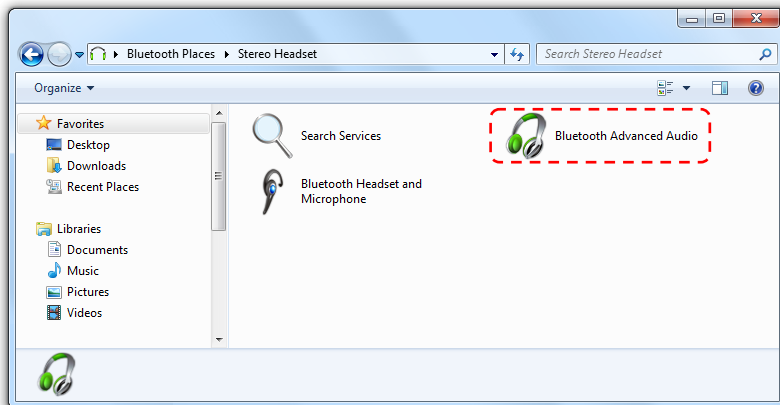 Bluetooth Places Stereo Headset Search Stereo Headset
Organize
Favorites
Desktop
Downloads
Recent Places
Libraries
Documents
Music
Pictures
Videos
Search Services
Bluetooth Advanced Audio
Bluetooth Headset and
Microphone